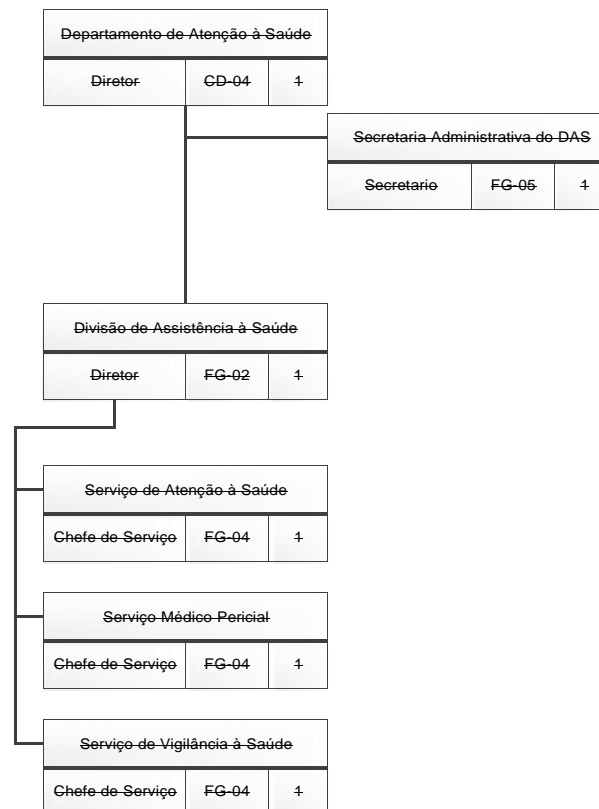 Departamento de Atenção à Saúde
Diretor CD-04 1
Secretaria Administrativa do DAS
Secretario FG-05 1
Divisão de Assistência à Saúde
Diretor FG-02 1
Serviço de Atenção à Saúde
Chefe de Serviço FG-04 1
Serviço Médico Pericial
Chefe de Serviço FG-04 1
Serviço de Vigilância à Saúde
Chefe de Serviço FG-04 1